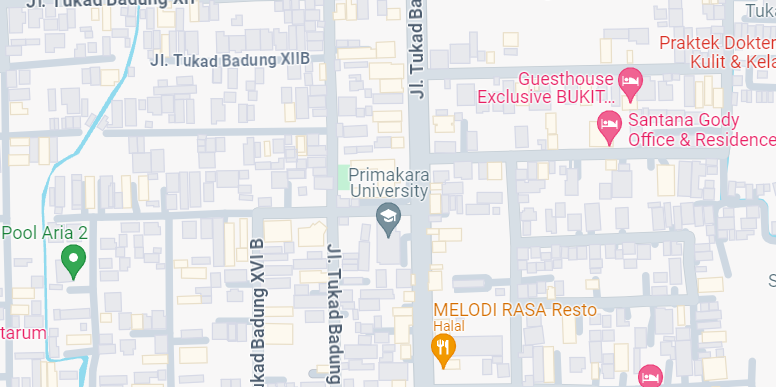 Jl. Tukad Badung XII
Tuka
Jl. Tukad Ba
Praktek Dokter
Kulit & Kela
Jl. Tukad Badung XIIB
Guesthouse
Exclusive BUKIT...
Santana Gody
Office & Residence
Primakara
University
Pool Aria 2
Jl. Tukad Badung
ukad Badung XVI B
MELODI RASA Resto
Halal
S
tarum